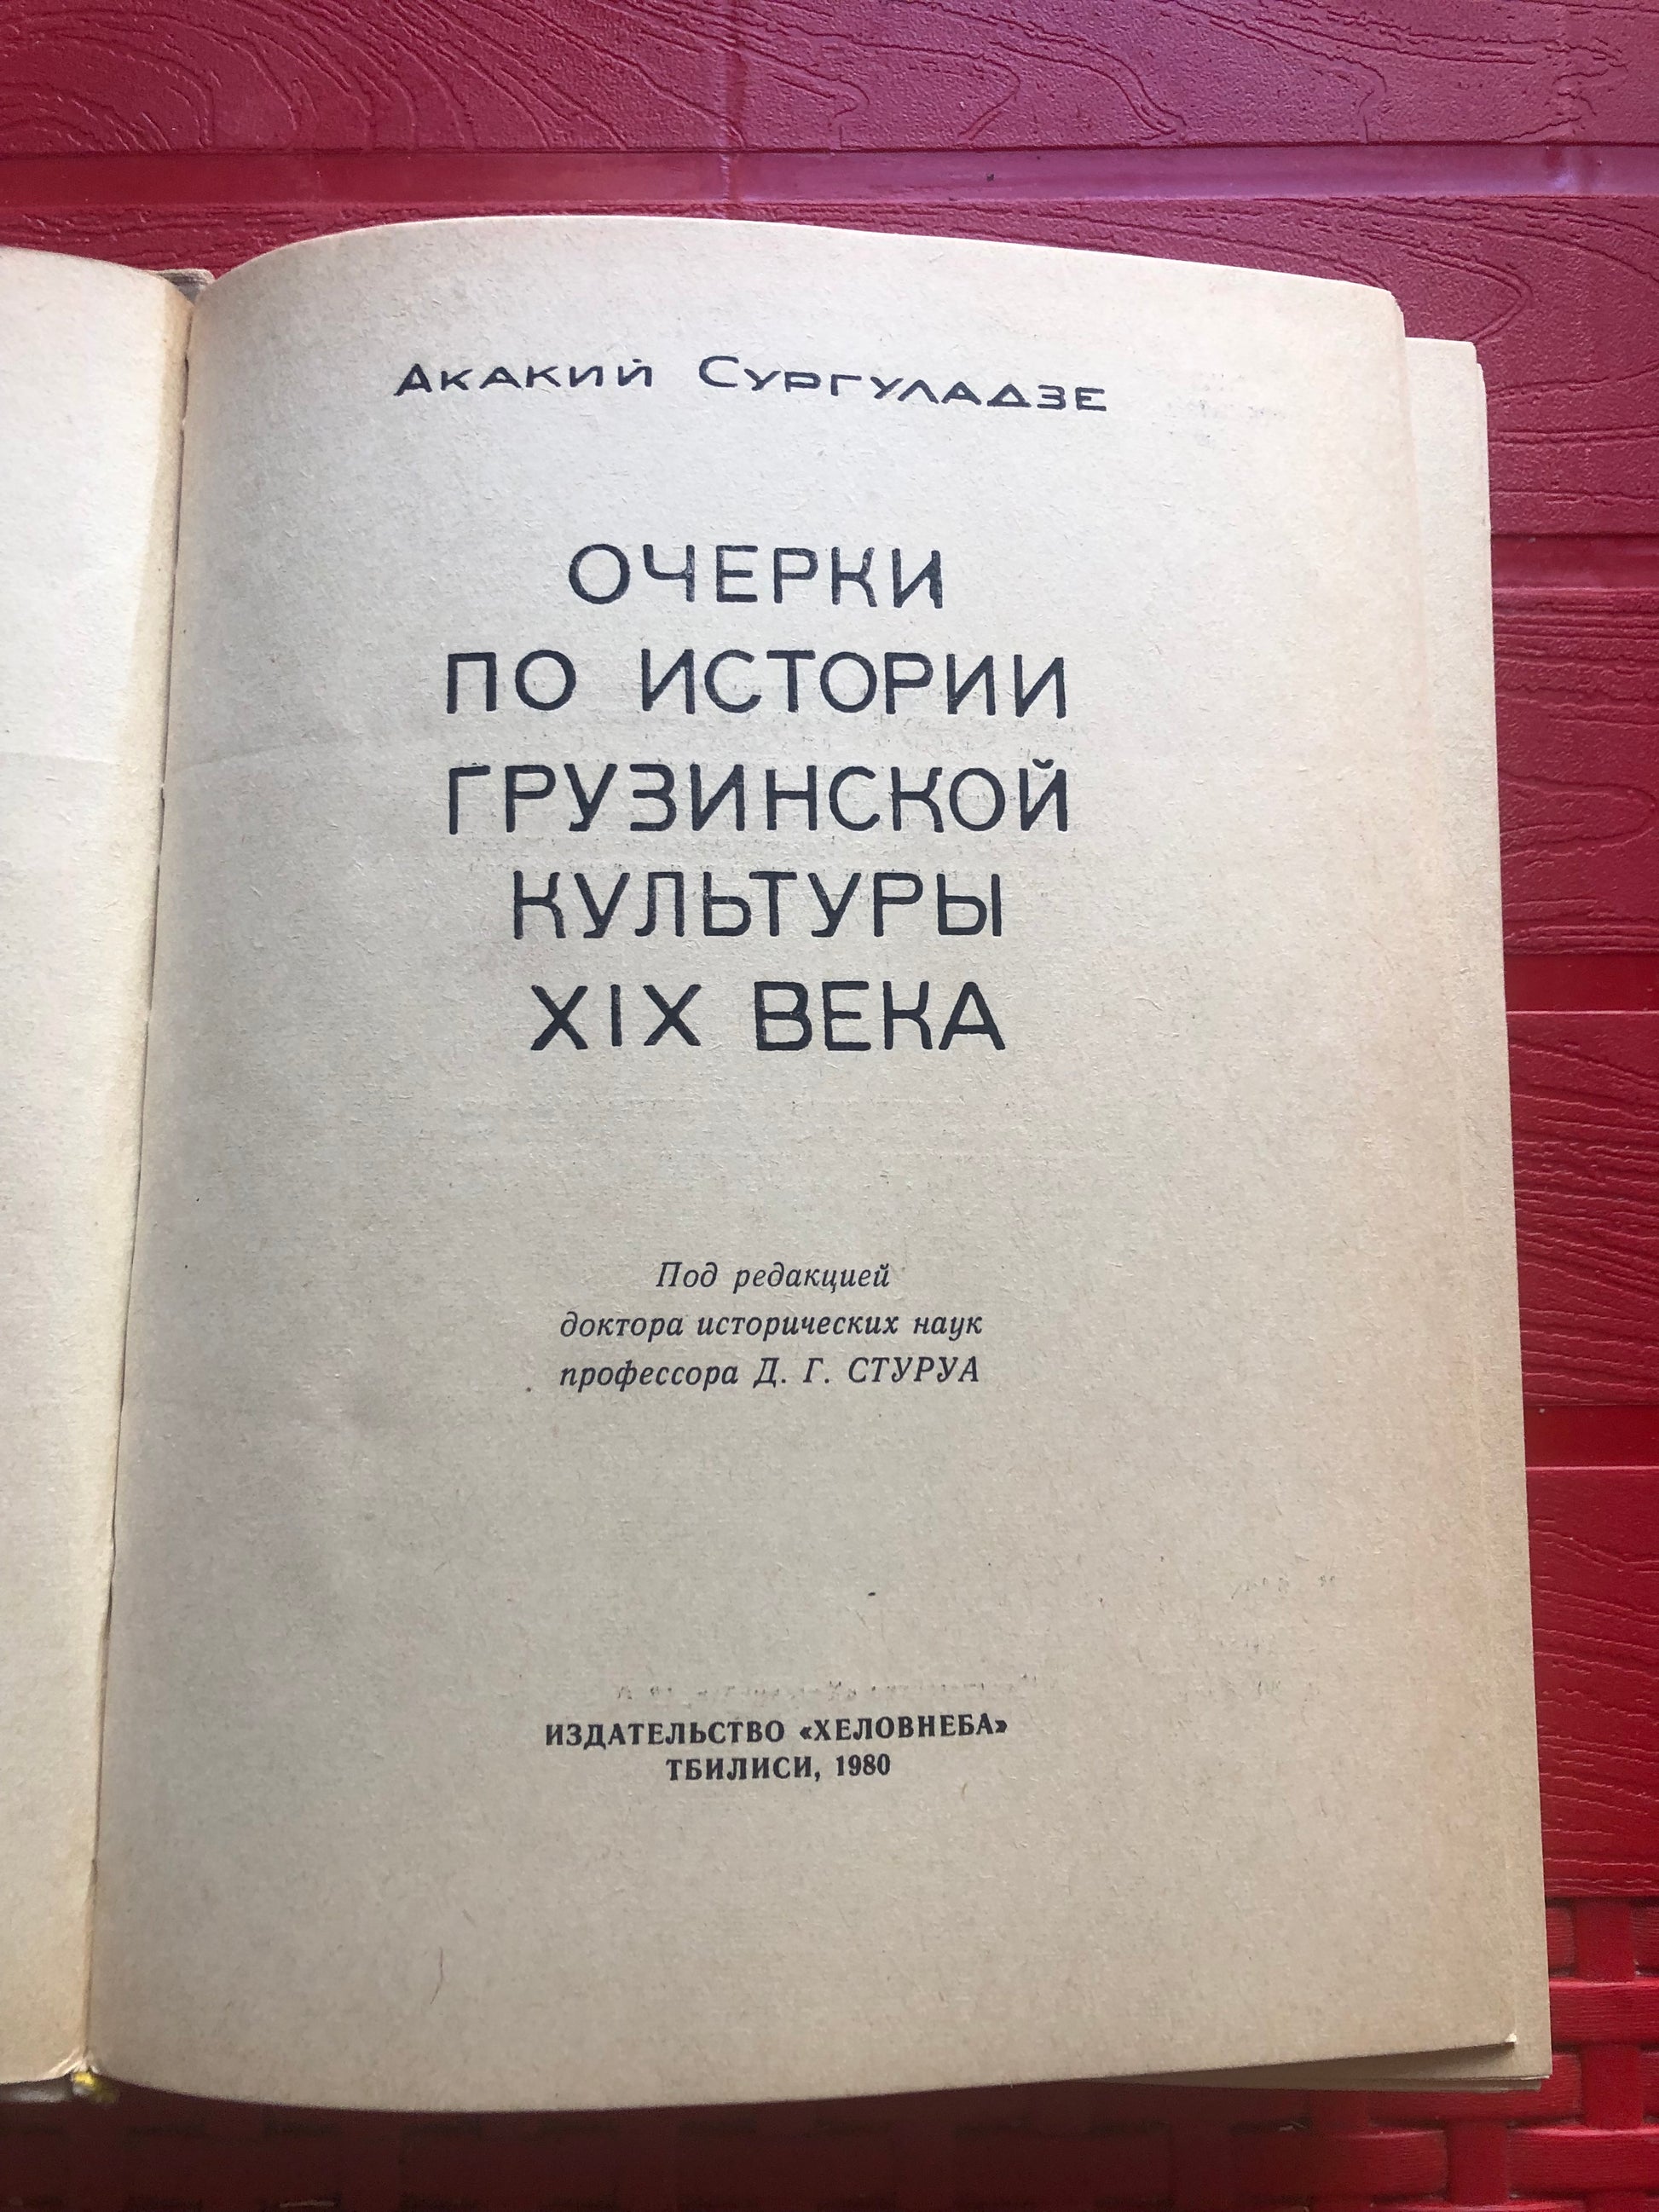 Акакий Сургуладзе
ОЧЕРКИ
ПО ИСТОРИИ
ГРУЗИНСКОЙ
КУЛЬТУРЫ
XIX ВЕКА
Под редакцией
доктора исторических наук
профессора Д. Г. СТУРУА
ИЗДАТЕЛЬСТВО «ХЕЛОВНЕБА»
ТБИЛИСИ, 1980